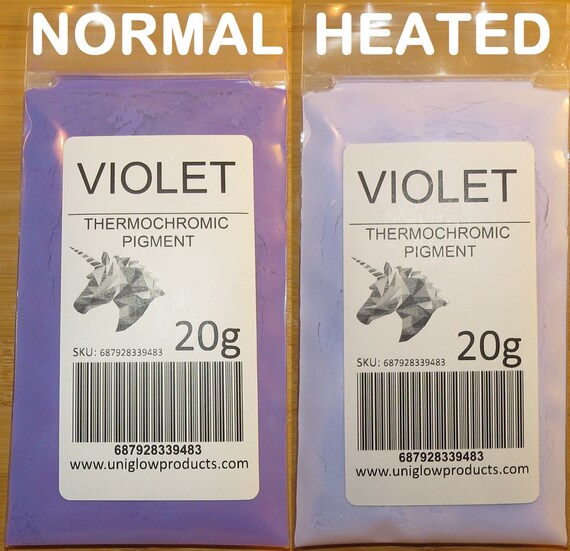 NORMAL
VIOLET
THERMOCHROMIC
PIGMENT
20g
SKU: 687928339483
687928339483
www.uniglowproducts.com
HEATED
VIOLET
THERMOCHROMIC
PIGMENT
20g
SKU: 687928339483
687928339483
www.uniglowproducts.com